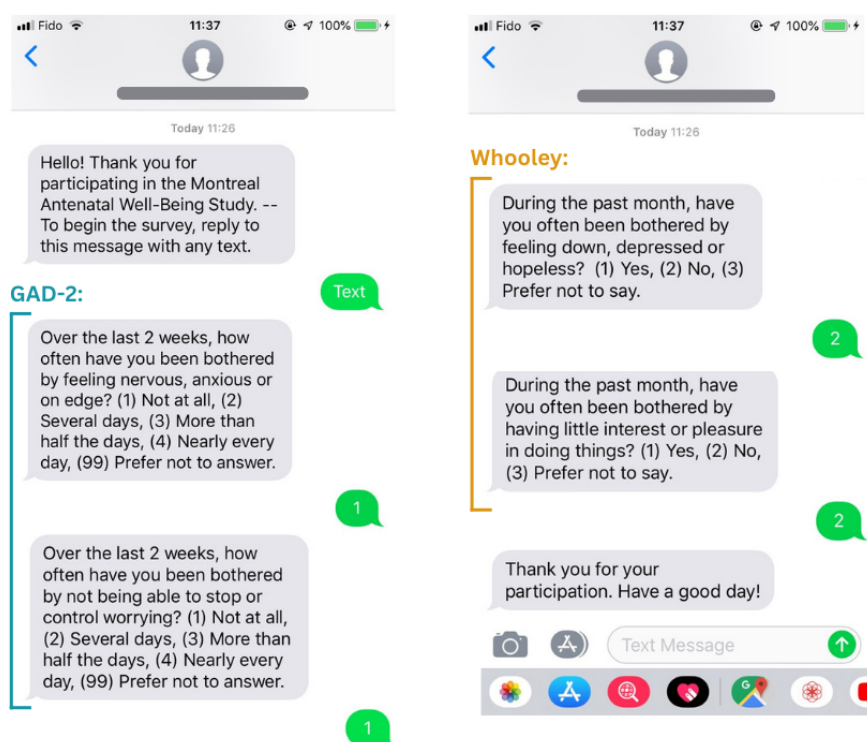 Fido 11:37 100%
Today 11:26
Hello! Thank you for
participating in the Montreal
Antenatal Well-Being Study. --
To begin the survey, reply to
this message with any text.
Text
GAD-2:
Over the last 2 weeks, how
often have you been bothered
by feeling nervous, anxious or
on edge? (1) Not at all, (2)
Several days, (3) More than
half the days, (4) Nearly every
day, (99) Prefer not to answer.
1
Over the last 2 weeks, how
often have you been bothered
by not being able to stop or
control worrying? (1) Not at all,
(2) Several days, (3) More than
half the days, (4) Nearly every
day, (99) Prefer not to answer.
1
Fido 11:37 100%
Today 11:26
Whooley:
During the past month, have
you often been bothered by
feeling down, depressed or
hopeless? (1) Yes, (2) No, (3)
Prefer not to say.
2
During the past month, have
you often been bothered by
having little interest or pleasure
in doing things? (1) Yes, (2) No,
(3) Prefer not to say.
2
Thank you for your
participation. Have a good day!
Text Message
G